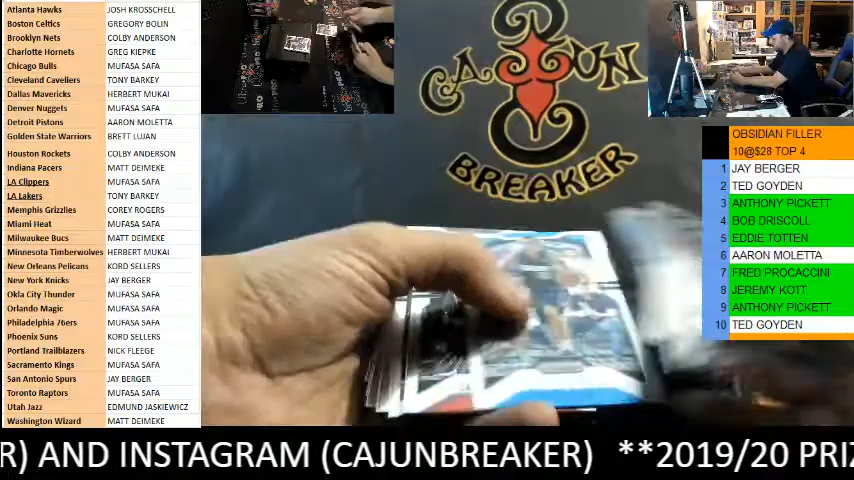 Atlanta Hawks JOSH KROSSCHELL
Boston Celtics GREGORY BOLIN
Brooklyn Nets COLBY ANDERSON
Charlotte Hornets GREG KIEPKE
Chicago Bulls MUFASA SAFA
Cleveland Cavaliers TONY BARKEY
Dallas Mavericks HERBERT MUKAI
Denver Nuggets MUFASA SAFA
Detroit Pistons AARON MOLETTA
Golden State Warriors BRETT LUJAN
Houston Rockets COLBY ANDERSON
Indiana Pacers MATT DEIMEKE
LA Clippers MUFASA SAFA
LA Lakers TONY BARKEY
Memphis Grizzlies COREY ROGERS
Miami Heat MUFASA SAFA
Milwaukee Bucs MATT DEIMEKE
Minnesota Timberwolves HERBERT MUKAI
New Orleans Pelicans KORD SELLERS
New York Knicks JAY BERGER
Okla City Thunder MUFASA SAFA
Orlando Magic MUFASA SAFA
Philadelphia 76ers MUFASA SAFA
Phoenix Suns KORD SELLERS
Portland Trailblazers NICK FLEEGE
Sacramento Kings MUFASA SAFA
San Antonio Spurs JAY BERGER
Toronto Raptors MUFASA SAFA
Utah Jazz EDMUND JASKIEWICZ
Washington Wizard MATT DEIMEKE
CAJUN
BREAKER
OBSIDIAN FILLER
10@$28 TOP 4
1 JAY BERGER
2 TED GOYDEN
3 ANTHONY PICKETT
4 BOB DRISCOLL
5 EDDIE TOTTEN
6 AARON MOLETTA
7 FRED PROCACCINI
8 JEREMY KOTT
9 ANTHONY PICKETT
10 TED GOYDEN
R) AND INSTAGRAM (CAJUNBREAKER) **2019/20 PRIZ